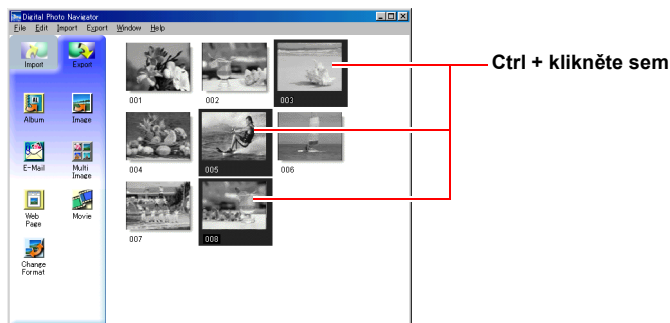 Digital Photo Navigator
File Edit Import Export Window Help
Import Export
Album Image
E-Mail Multi Image
Web Page Movie
Change Format
001 002 003
004 005 006
007 008
Ctrl + klikněte sem